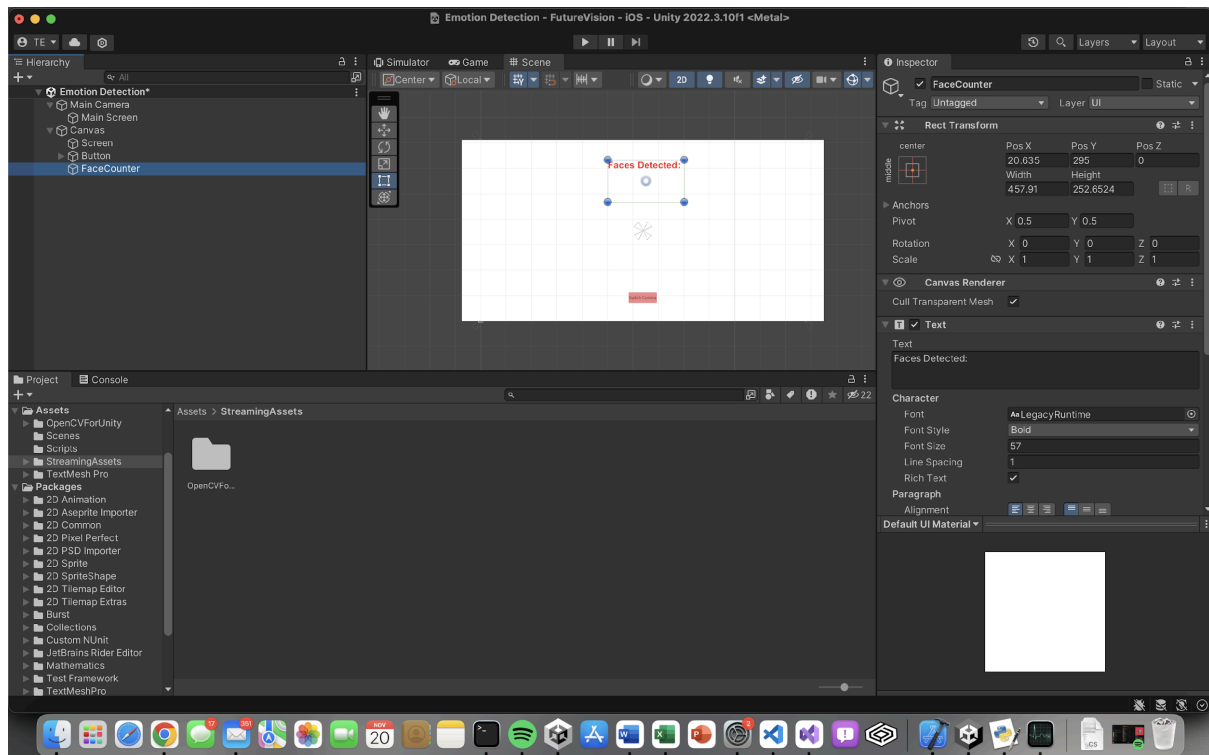 Emotion Detection - FutureVision - iOS - Unity 2022.3.10f1 <Metal>
TE
Layers
Layout
Hierarchy
All
Emotion Detection*
Main Camera
Main Screen
Canvas
Screen
Button
FaceCounter
Simulator
Game
Scene
Center
Local
2D
Faces Detected:
Inspector
FaceCounter
Static
Tag Untagged
Layer UI
Rect Transform
center
middle
Pos X Pos Y Pos Z
20.635 295 0
Width Height
457.91 252.6524
R
Anchors
Pivot X 0.5 Y 0.5
Rotation X 0 Y 0 Z 0
Scale X 1 Y 1 Z 1
Canvas Renderer
Cull Transparent Mesh
Text
Text
Faces Detected:
Character
Font LegacyRuntime
Font Style Bold
Font Size 57
Line Spacing 1
Rich Text
Paragraph
Alignment
Default UI Material
Project
Console
22
Assets
OpenCVForUnity
Scenes
Scripts
StreamingAssets
TextMesh Pro
Packages
2D Animation
2D Aseprite Importer
2D Common
2D Pixel Perfect
2D PSD Importer
2D Sprite
2D SpriteShape
2D Tilemap Editor
2D Tilemap Extras
Burst
Collections
Custom NUnit
JetBrains Rider Editor
Mathematics
Test Framework
TextMeshPro
Assets > StreamingAssets
OpenCVFo...
17
351
NOV
20
2